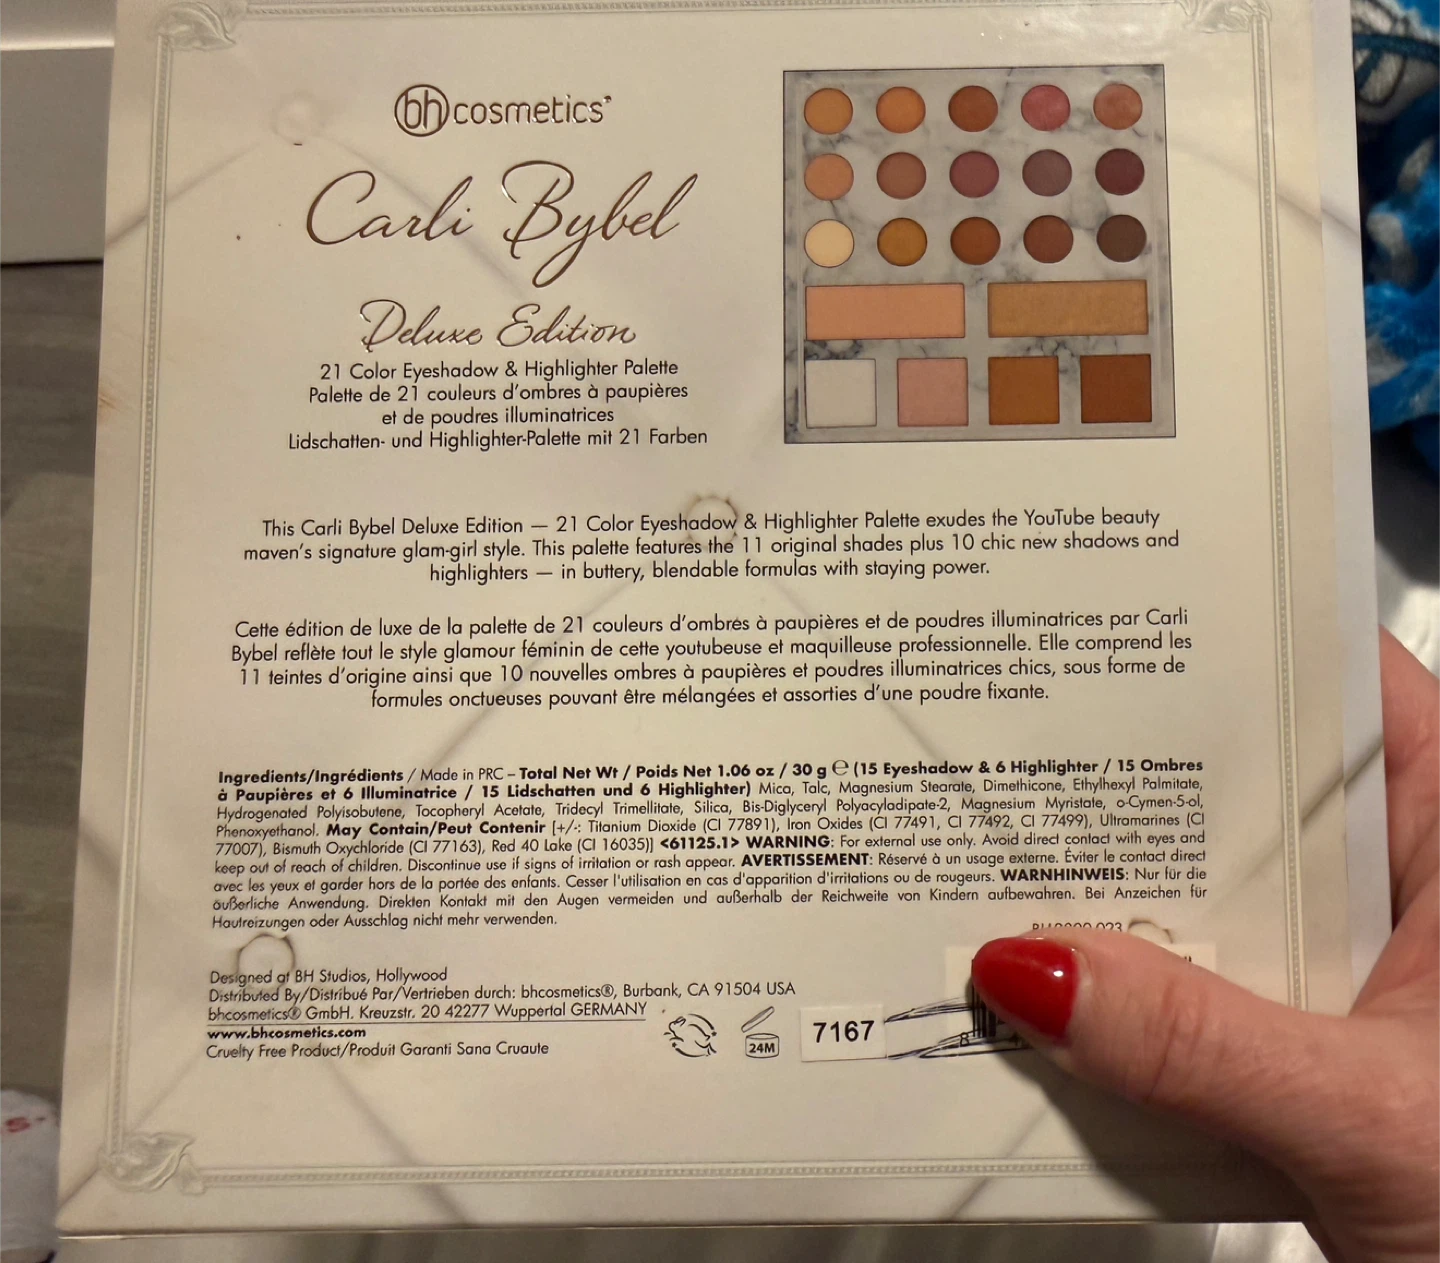 bh cosmetics
Carli Bybel
Deluxe Edition
21 Color Eyeshadow & Highlighter Palette
Palette de 21 couleurs d'ombres à paupières
et de poudres illuminatrices
Lidschatten- und Highlighter-Palette mit 21 Farben
This Carli Bybel Deluxe Edition — 21 Color Eyeshadow & Highlighter Palette exudes the YouTube beauty
maven's signature glam-girl style. This palette features the 11 original shades plus 10 chic new shadows and
highlighters — in buttery, blendable formulas with staying power.
Cette édition de luxe de la palette de 21 couleurs d'ombres à paupières et de poudres illuminatrices par Carli
Bybel reflète tout le style glamour féminin de cette youtubeuse et maquilleuse professionnelle. Elle comprend les
11 teintes d'origine ainsi que 10 nouvelles ombres à paupières et poudres illuminatrices chics, sous forme de
formules onctueuses pouvant être mélangées et assorties d'une poudre fixante.
Ingredients/Ingrédients / Made in PRC – Total Net Wt / Poids Net 1.06 oz / 30 g ℮ (15 Eyeshadow & 6 Highlighter / 15 Ombres
à Paupières et 6 Illuminatrice / 15 Lidschatten und 6 Highlighter) Mica, Talc, Magnesium Stearate, Dimethicone, Ethylhexyl Palmitate,
Hydrogenated Polyisobutene, Tocopheryl Acetate, Tridecyl Trimellitate, Silica, Bis-Diglyceryl Polyacyladipate-2, Magnesium Myristate, o-Cymen-5-ol,
Phenoxyethanol. May Contain/Peut Contenir [+/-: Titanium Dioxide (CI 77891), Iron Oxides (CI 77491, CI 77492, CI 77499), Ultramarines (CI
77007), Bismuth Oxychloride (CI 77163), Red 40 Lake (CI 16035)] <61125.1> WARNING: For external use only. Avoid direct contact with eyes and
keep out of reach of children. Discontinue use if signs of irritation or rash appear. AVERTISSEMENT: Réservé à un usage externe. Éviter le contact direct
avec les yeux et garder hors de la portée des enfants. Cesser l'utilisation en cas d'apparition d'irritations ou de rougeurs. WARNHINWEIS: Nur für die
äußerliche Anwendung. Direkten Kontakt mit den Augen vermeiden und außerhalb der Reichweite von Kindern aufbewahren. Bei Anzeichen für
Hautreizungen oder Ausschlag nicht mehr verwenden.
Designed at BH Studios, Hollywood
Distributed By/Distribué Par/Vertrieben durch: bhcosmetics®, Burbank, CA 91504 USA
bhcosmetics® GmbH. Kreuzstr. 20 42277 Wuppertal GERMANY
www.bhcosmetics.com
Cruelty Free Product/Produit Garanti Sans Cruaute
24M
7167
8